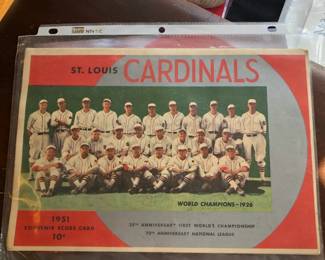 ST. LOUIS CARDINALS
WORLD CHAMPIONS-1926
1951
SOUVENIR SCORE CARD
10¢
25TH ANNIVERSARY FIRST WORLD'S CHAMPIONSHIP
75TH ANNIVERSARY NATIONAL LEAGUE